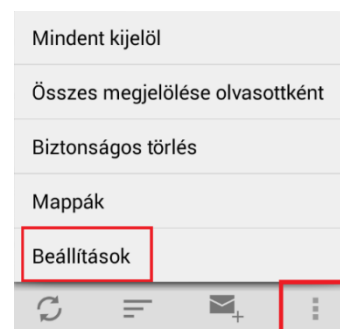 Mindent kijelöl
Összes megjelölése olvasottként
Biztonságos törlés
Mappák
Beállítások